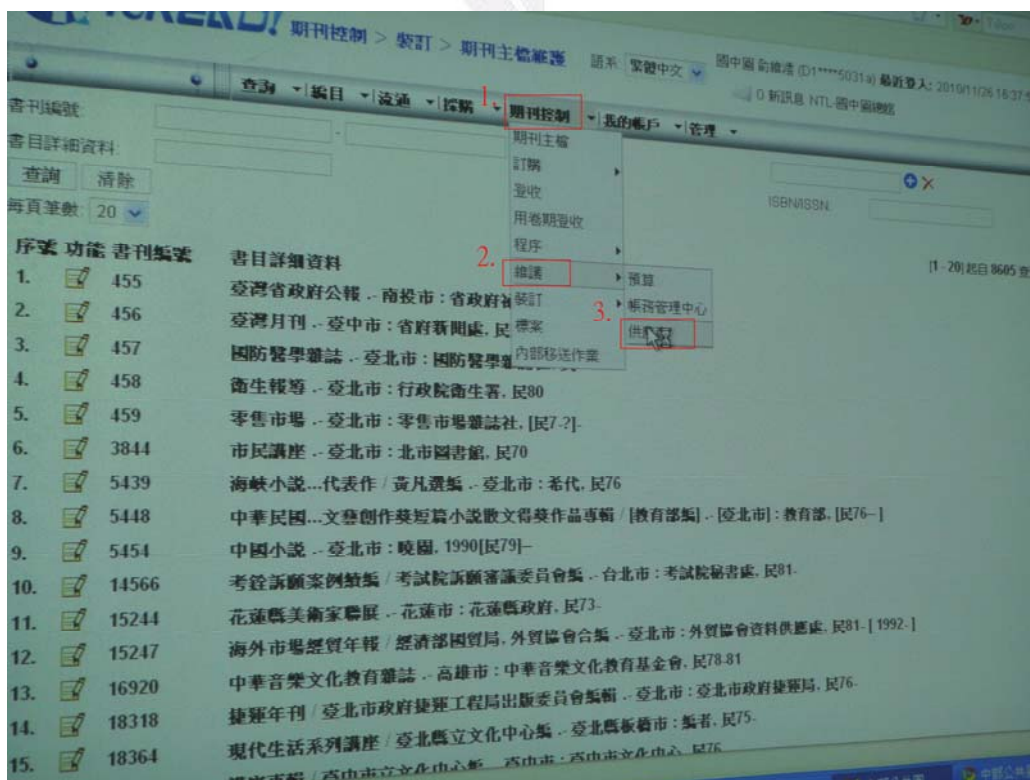 期刊控制 > 裝訂 > 期刊主檔維護
語系: 繁體中文
最近登入: 2010/11/26 16:37:
0 新訊息 NTL-國中圖總館
查詢 編目 流通 採購 1. 期刊控制 我的帳戶 管理
書刊編號:
書目詳細資料:
查詢 清除
每頁筆數: 20
ISBN/ISSN:
期刊主檔
訂購
登收
用卷期登收
程序
2. 維護
裝訂
標案
內部移送作業
預算
帳務管理中心
3. 供
序號 功能 書刊編號 書目詳細資料
[1 - 20] 起自 8605 查
1. 455 臺灣省政府公報 .- 南投市 : 省政府
2. 456 臺灣月刊 .- 臺中市 : 省府新聞處, 民
3. 457 國防醫學雜誌 .- 臺北市 : 國防醫學
4. 458 衛生報導 .- 臺北市 : 行政院衛生署, 民80
5. 459 零售市場 .- 臺北市 : 零售市場雜誌社, [民7-?]-
6. 3844 市民講座 .- 臺北市 : 北市圖書館, 民70
7. 5439 海峽小說...代表作 / 黃凡選編 .- 臺北市 : 希代, 民76
8. 5448 中華民國...文藝創作獎短篇小說散文得獎作品專輯 / [教育部編] .- [臺北市] : 教育部, [民76-- ]
9. 5454 中國小說 .- 臺北市 : 曉園, 1990[民79]--
10. 14566 考銓訴願案例續編 / 考試院訴願審議委員會編 .- 台北市 : 考試院秘書處, 民81-
11. 15244 花蓮縣美術家聯展 .- 花蓮市 : 花蓮縣政府, 民73-
12. 15247 海外市場經貿年報 / 經濟部國貿局, 外貿協會合編 .- 臺北市 : 外貿協會資料供應處, 民81- [ 1992- ]
13. 16920 中華音樂文化教育雜誌 .- 高雄市 : 中華音樂文化教育基金會, 民78-81
14. 18318 捷運年刊 / 臺北市政府捷運工程局出版委員會編輯 .- 臺北市 : 臺北市政府捷運局, 民76-
15. 18364 現代生活系列講座 / 臺北縣立文化中心編 .- 臺北縣板橋市 : 編者, 民75-